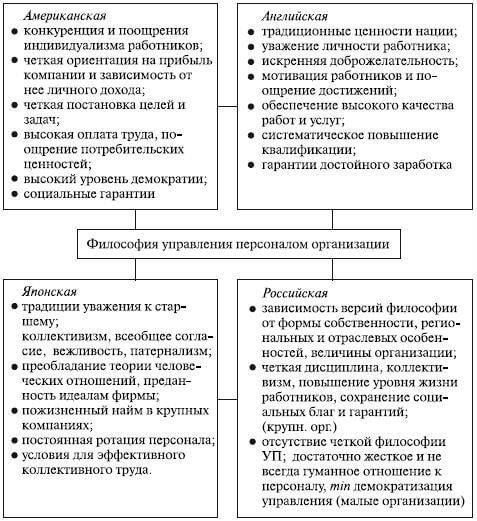 Американская
● конкуренция и поощрения
индивидуализма работников;
● четкая ориентация на прибыль
компании и зависимость от
нее личного дохода;
● четкая постановка целей и
задач;
● высокая оплата труда, по-
ощрение потребительских
ценностей;
● высокий уровень демократии;
● социальные гарантии
Английская
● традиционные ценности нации;
● уважение личности работника;
● искренняя доброжелательность;
● мотивация работников и по-
ощрение достижений;
● обеспечение высокого качества
работ и услуг;
● систематическое повышение
квалификации;
● гарантии достойного заработка
Философия управления персоналом организации
Японская
● традиции уважения к стар-
шему;
коллективизм, всеобщее согла-
сие, вежливость, патернализм;
● преобладание теории челове-
ческих отношений, предан-
ность идеалам фирмы;
● пожизненный найм в крупных
компаниях;
● постоянная ротация персонала;
● условия для эффективного
коллективного труда.
Российская
● зависимость версий философии
от формы собственности, регио-
нальных и отраслевых особен-
ностей, величины организации;
● четкая дисциплина, коллекти-
визм, повышение уровня жизни
работников, сохранение соци-
альных благ и гарантий;
(крупн. орг.)
● отсутствие четкой философии
УП; достаточно жесткое и не
всегда гуманное отношение к
персоналу, min демократизация
управления (малые организации)